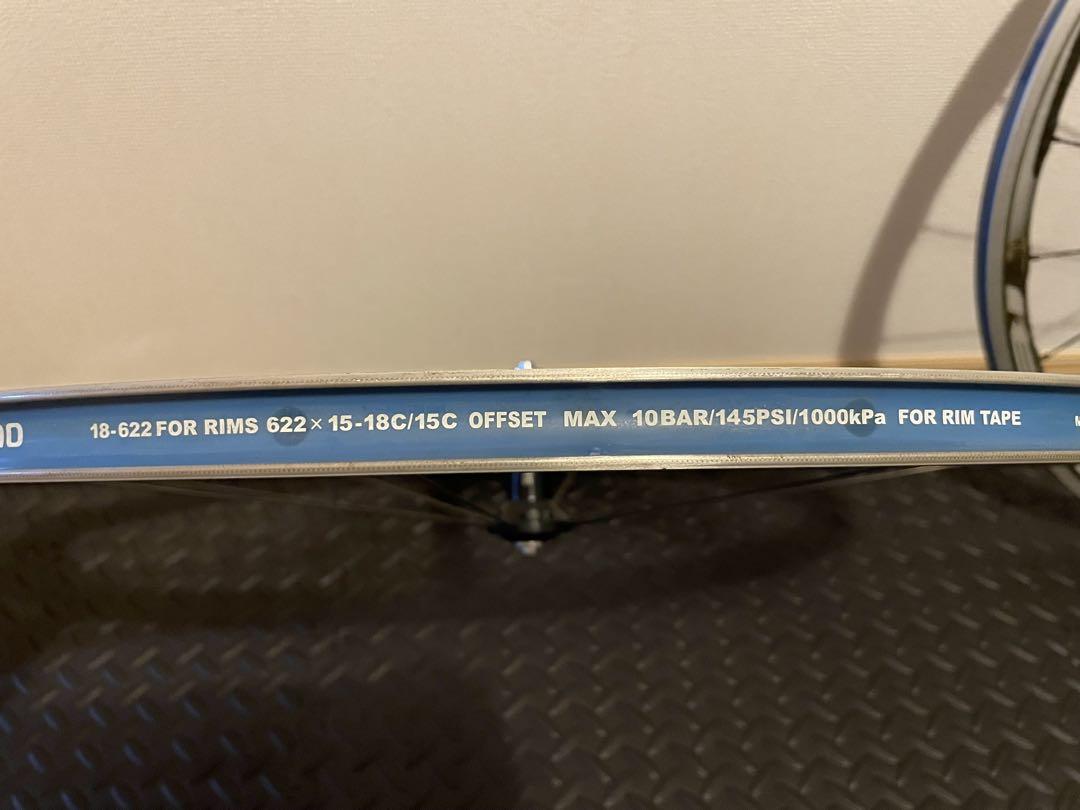 18-622 FOR RIMS 622×15-18C/15C OFFSET MAX 10BAR/145PSI/1000kPa FOR RIM TAPE